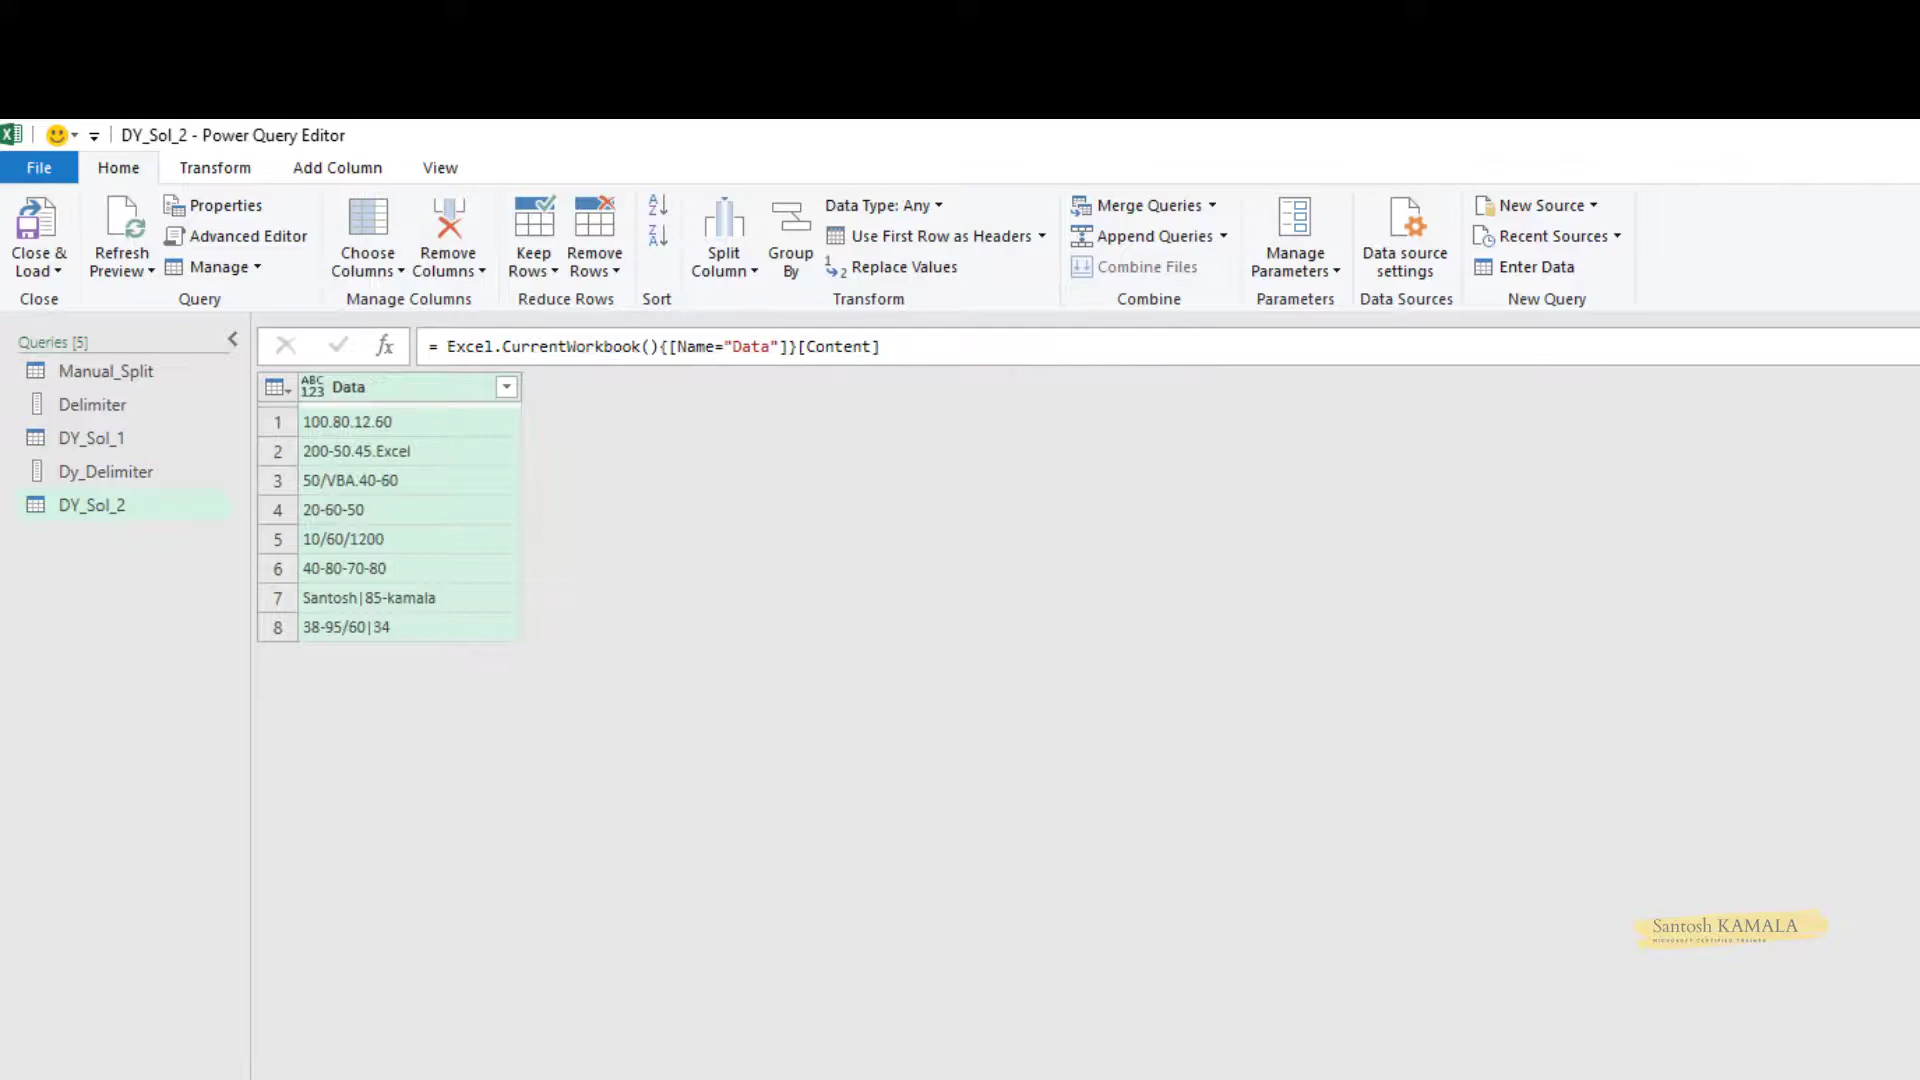 DY_Sol_2 - Power Query Editor
File Home Transform Add Column View
Close & Load
Refresh Preview
Properties
Advanced Editor
Manage
Choose Columns
Remove Columns
Keep Rows
Remove Rows
Split Column
Group By
Data Type: Any
Use First Row as Headers
Replace Values
Merge Queries
Append Queries
Combine Files
Manage Parameters
Data source settings
New Source
Recent Sources
Enter Data
Close Query Manage Columns Reduce Rows Sort Transform Combine Parameters Data Sources New Query
Queries [5]
Manual_Split
Delimiter
DY_Sol_1
Dy_Delimiter
DY_Sol_2
fx = Excel.CurrentWorkbook(){[Name="Data"]}[Content]
ABC 123 Data
1 100.80.12.60
2 200-50.45.Excel
3 50/VBA.40-60
4 20-60-50
5 10/60/1200
6 40-80-70-80
7 Santosh|85-kamala
8 38-95/60|34
Santosh KAMALA
MICROSOFT CERTIFIED TRAINER